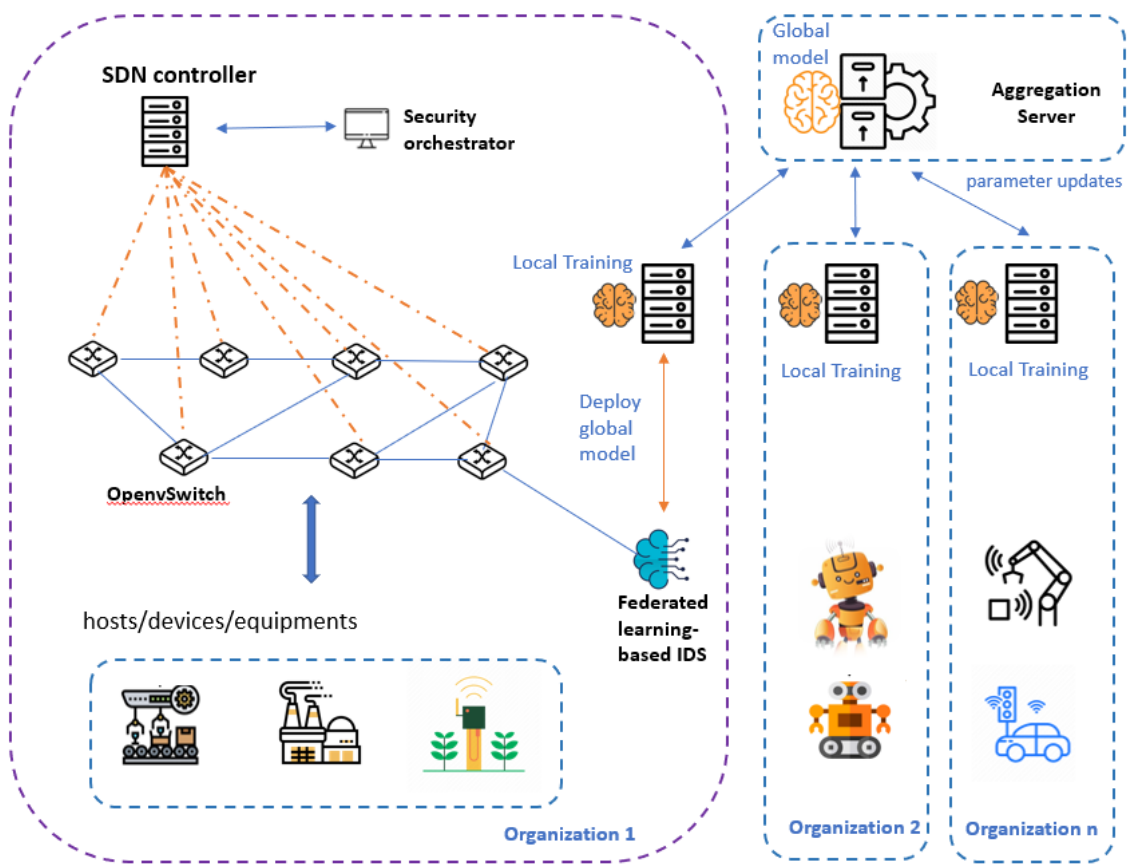 SDN controller
Security
orchestrator
Global
model
Aggregation
Server
parameter updates
Local Training
Local Training
Local Training
Deploy
global
model
OpenvSwitch
hosts/devices/equipments
Federated
learning-
based IDS
Organization 1
Organization 2
Organization n